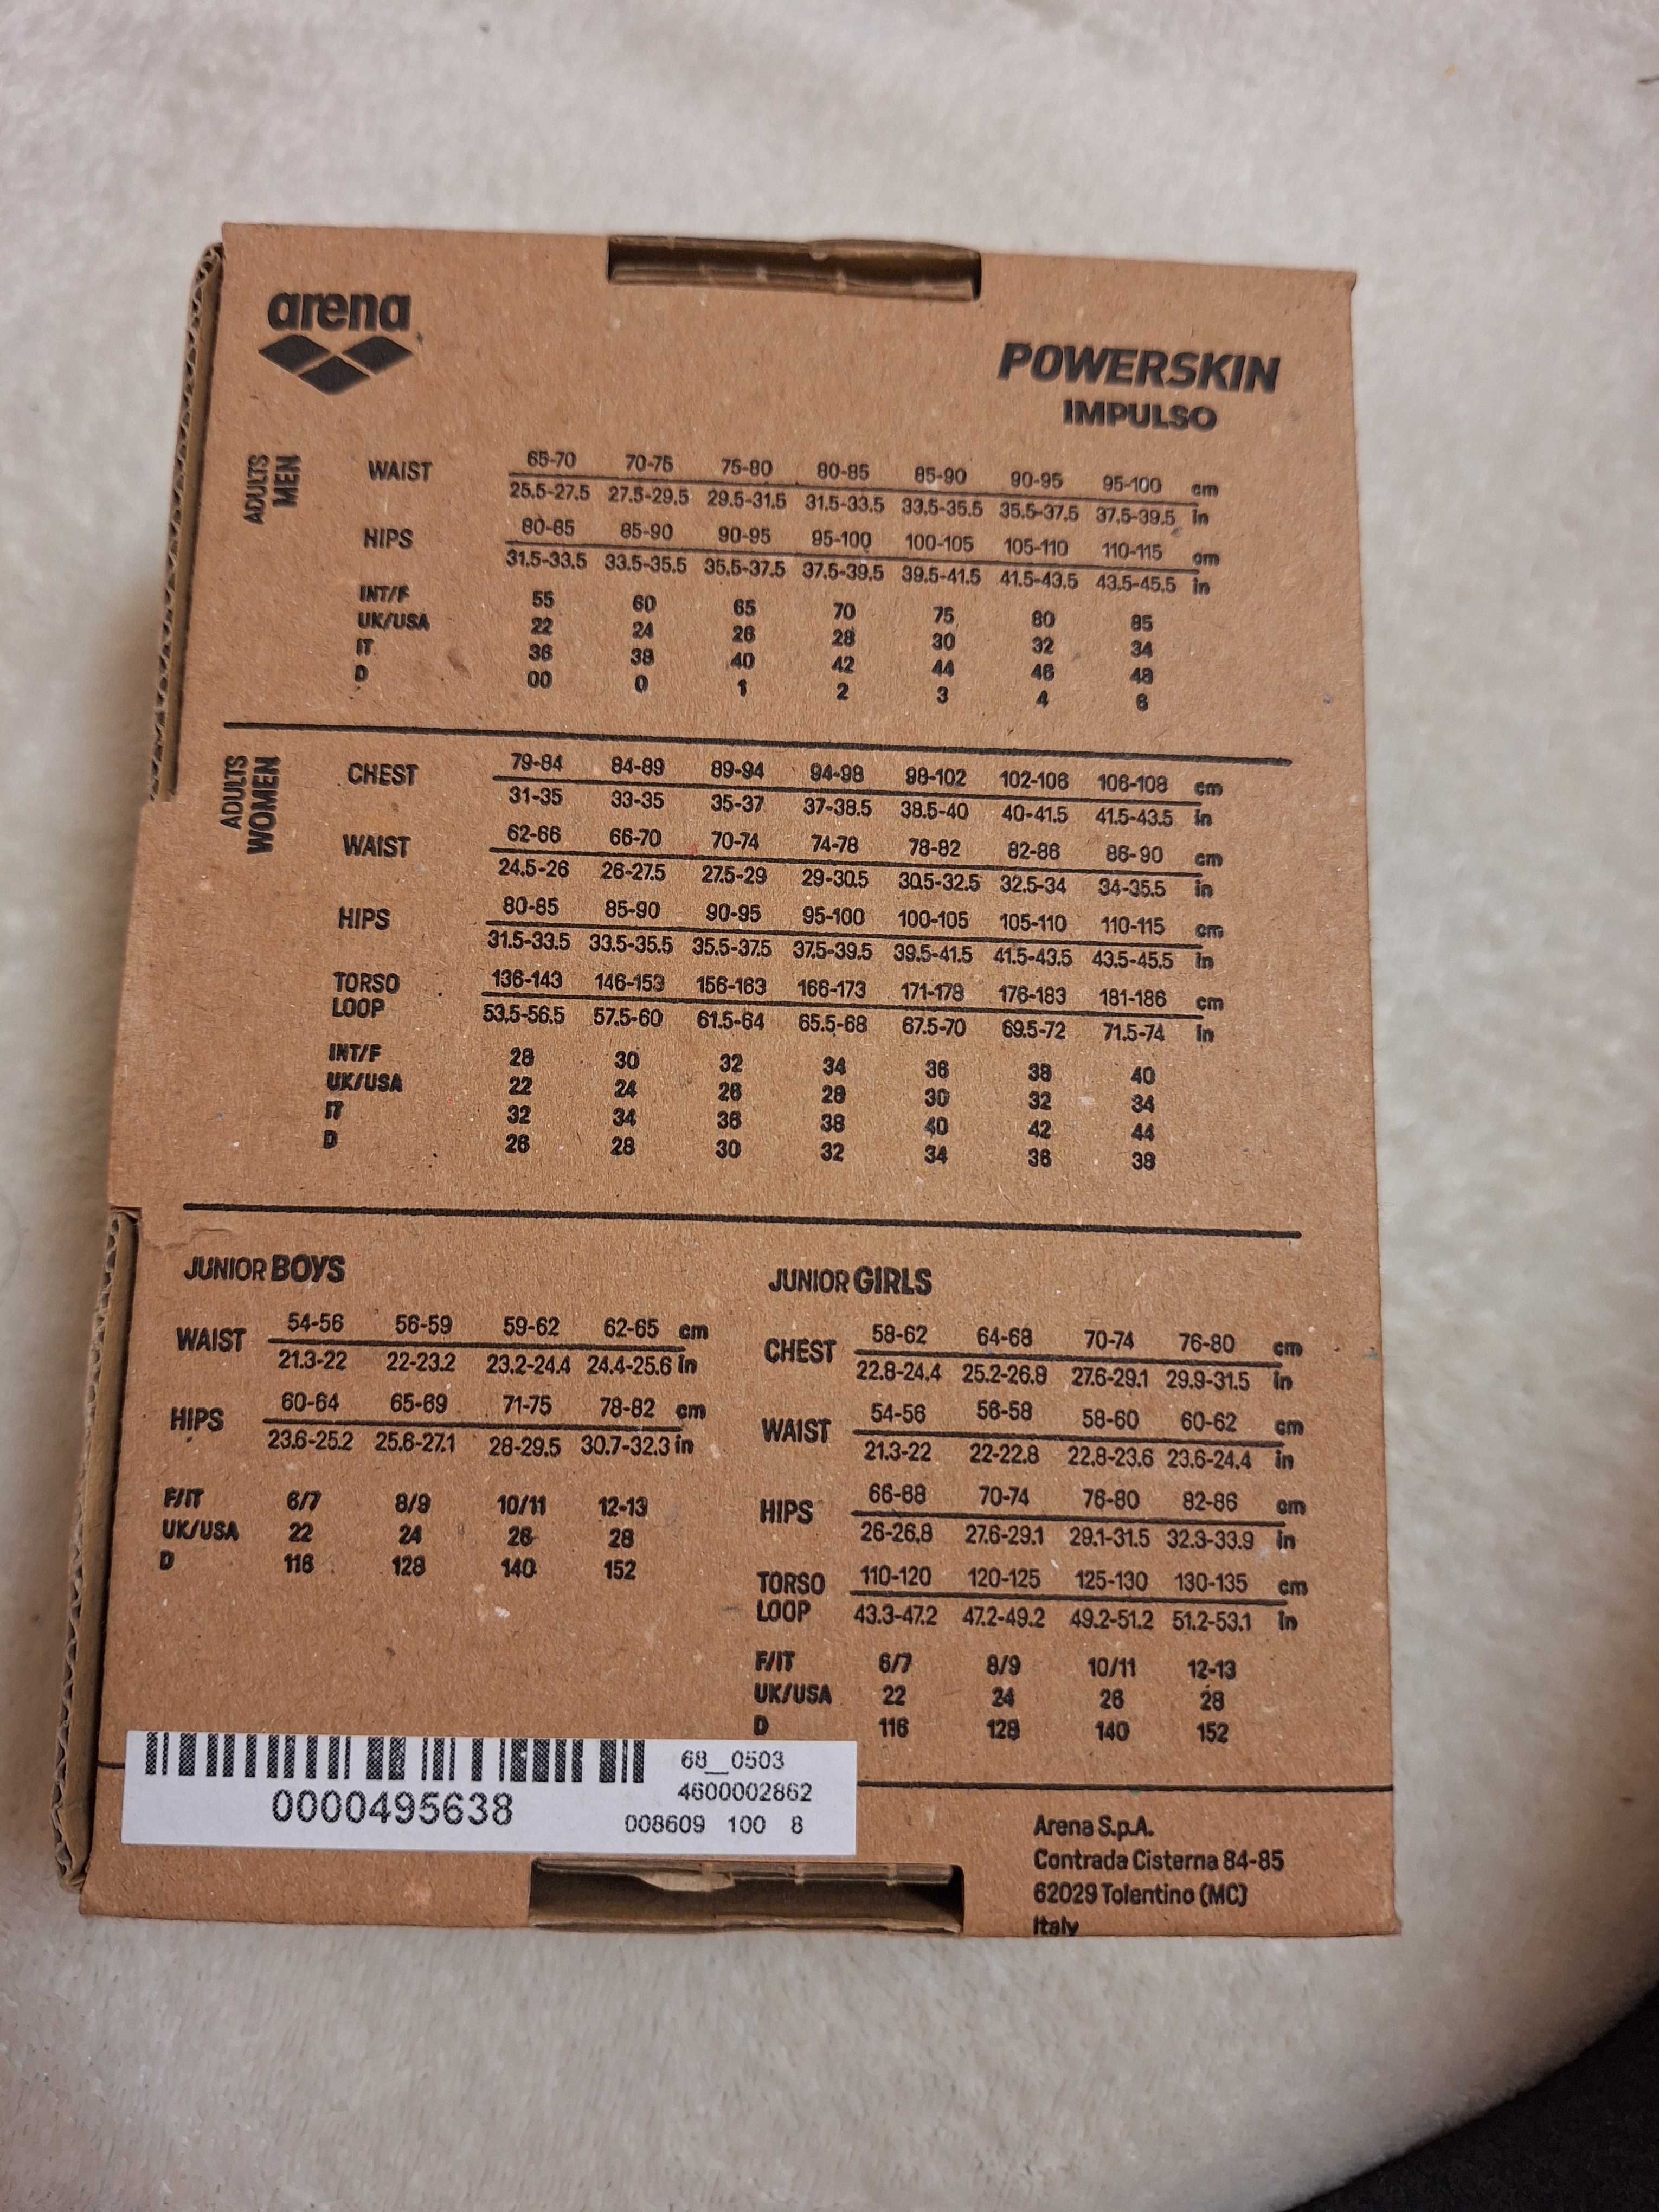 arena
POWERSKIN
IMPULSO
ADULTS
MEN
WAIST 65-70 70-75 75-80 80-85 85-90 90-95 95-100 cm
25.5-27.5 27.5-29.5 29.5-31.5 31.5-33.5 33.5-35.5 35.5-37.5 37.5-39.5 in
HIPS 80-85 85-90 90-95 95-100 100-105 105-110 110-115 cm
31.5-33.5 33.5-35.5 35.5-37.5 37.5-39.5 39.5-41.5 41.5-43.5 43.5-45.5 in
INT/F 55 60 65 70 75 80 85
UK/USA 22 24 26 28 30 32 34
IT 36 38 40 42 44 46 48
D 00 0 1 2 3 4 6
ADULTS
WOMEN
CHEST 79-84 84-89 89-94 94-98 98-102 102-106 106-108 cm
31-35 33-35 35-37 37-38.5 38.5-40 40-41.5 41.5-43.5 in
WAIST 62-66 66-70 70-74 74-78 78-82 82-86 86-90 cm
24.5-26 26-27.5 27.5-29 29-30.5 30.5-32.5 32.5-34 34-35.5 in
HIPS 80-85 85-90 90-95 95-100 100-105 105-110 110-115 cm
31.5-33.5 33.5-35.5 35.5-37.5 37.5-39.5 39.5-41.5 41.5-43.5 43.5-45.5 in
TORSO LOOP 136-143 146-153 156-163 166-173 171-178 176-183 181-186 cm
53.5-56.5 57.5-60 61.5-64 65.5-68 67.5-70 69.5-72 71.5-74 in
INT/F 28 30 32 34 36 38 40
UK/USA 22 24 26 28 30 32 34
IT 32 34 36 38 40 42 44
D 26 28 30 32 34 36 38
JUNIOR BOYS
WAIST 54-56 56-59 59-62 62-65 cm
21.3-22 22-23.2 23.2-24.4 24.4-25.6 in
HIPS 60-64 65-69 71-75 78-82 cm
23.6-25.2 25.6-27.1 28-29.5 30.7-32.3 in
F/IT 6/7 8/9 10/11 12-13
UK/USA 22 24 26 28
D 116 128 140 152
JUNIOR GIRLS
CHEST 58-62 64-68 70-74 76-80 cm
22.8-24.4 25.2-26.8 27.6-29.1 29.9-31.5 in
WAIST 54-56 56-58 58-60 60-62 cm
21.3-22 22-22.8 22.8-23.6 23.6-24.4 in
HIPS 66-68 70-74 76-80 82-86 cm
26-26.8 27.6-29.1 29.1-31.5 32.3-33.9 in
TORSO LOOP 110-120 120-125 125-130 130-135 cm
43.3-47.2 47.2-49.2 49.2-51.2 51.2-53.1 in
F/IT 6/7 8/9 10/11 12-13
UK/USA 22 24 26 28
D 116 128 140 152
0000495638
68__0503
4600002862
008609 100 8
Arena S.p.A.
Contrada Cisterna 84-85
62029 Tolentino (MC)
Italy